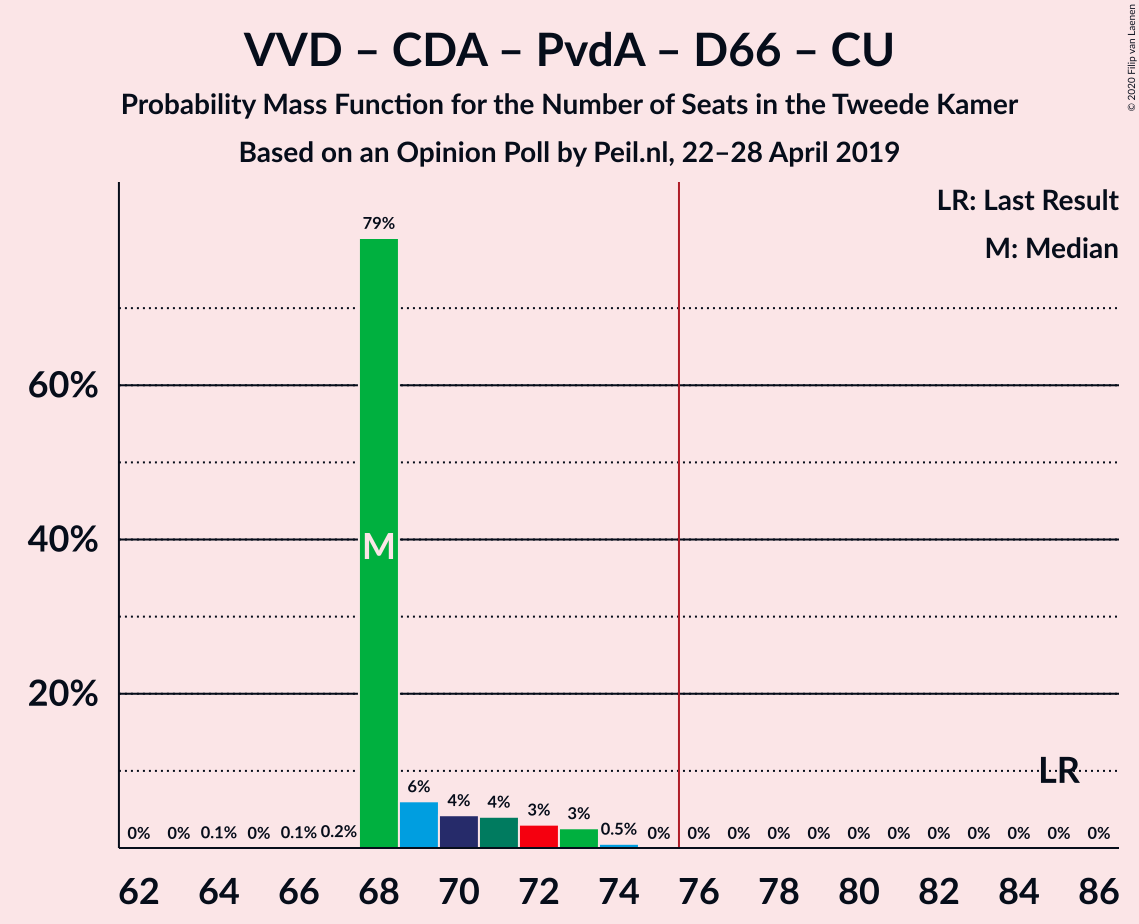 VVD – CDA – PvdA – D66 – CU
Probability Mass Function for the Number of Seats in the Tweede Kamer
Based on an Opinion Poll by Peil.nl, 22–28 April 2019
© 2020 Filip van Laenen
LR: Last Result
M: Median
79%
60%
40%
M
20%
LR
6%
4%
4%
3%
3%
0% 0% 0.1% 0% 0.1% 0.2% 0.5% 0% 0% 0% 0% 0% 0% 0% 0% 0% 0% 0% 0%
62 64 66 68 70 72 74 76 78 80 82 84 86